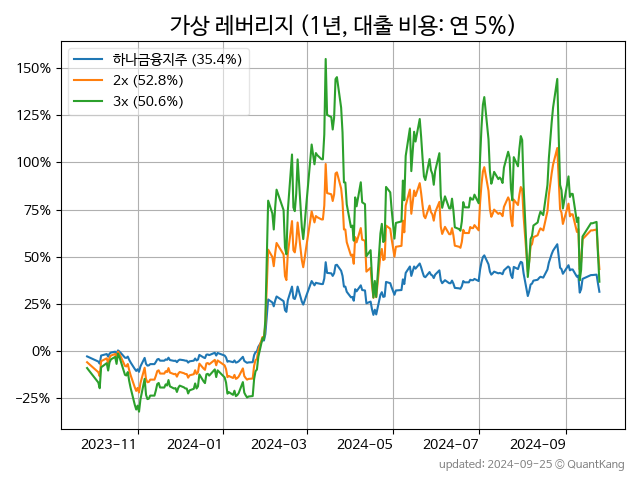 가상 레버리지 (1년, 대출 비용: 연 5%)
하나금융지주 (35.4%)
2x (52.8%)
3x (50.6%)
150%
125%
100%
75%
50%
25%
0%
−25%
2023-11
2024-01
2024-03
2024-05
2024-07
2024-09
updated: 2024-09-25 © QuantKang